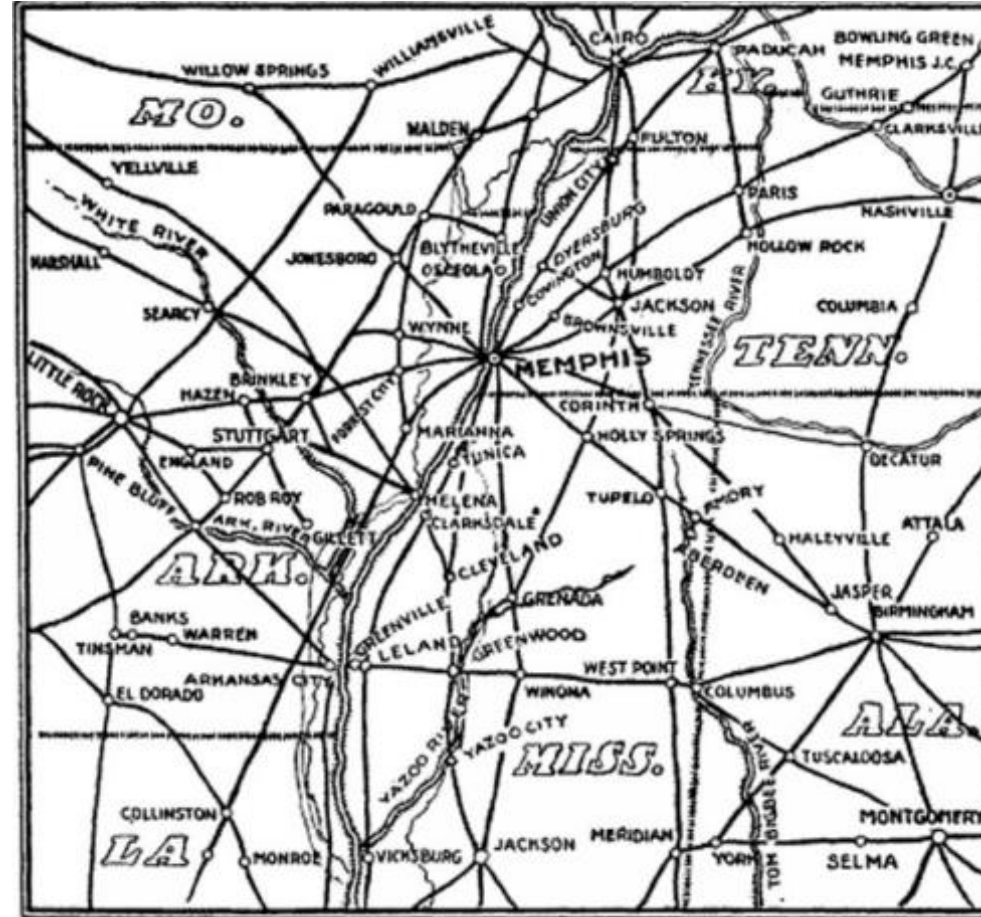 CAIRO
PADUCAH
BOWLING GREEN
MEMPHIS J.C.
WILLIAMSVILLE
WILLOW SPRINGS
KY.
GUTHRIE
MO.
MALDEN
FULTON
CLARKSVILLE
YELLVILLE
UNION CITY
PARIS
WHITE RIVER
PARAGOULD
NASHVILLE
MARSHALL
JONESBORO
BLYTHEVILLE
OSCEOLA
DYERSBURG
COVINGTON
HOLLOW ROCK
HUMBOLDT
SEARCY
JACKSON
TENNESSEE RIVER
COLUMBIA
WYNNE
BROWNSVILLE
TENN.
MEMPHIS
LITTLE ROCK
HAZEN
BRINKLEY
FORREST CITY
CORINTH
STUTTGART
MARIANNA
HOLLY SPRINGS
ENGLAND
TUNICA
DECATUR
PINE BLUFF
ROB ROY
HELENA
TUPELO
AMORY
ARK. RIVER
GILLETT
CLARKSDALE
HALEYVILLE
ATTALA
ARK.
CLEVELAND
ABERDEEN
GRENADA
JASPER
BIRMINGHAM
BANKS
TINSMAN
WARREN
GREENVILLE
LELAND
GREENWOOD
ARKANSAS CITY
WEST POINT
EL DORADO
WINONA
COLUMBUS
ALA.
YAZOO RIVER
YAZOO CITY
MISS.
TOM BIGBEE RIVER
TUSCALOOSA
COLLINSTON
MONTGOMERY
LA
MONROE
VICKSBURG
JACKSON
MERIDIAN
YORK
SELMA